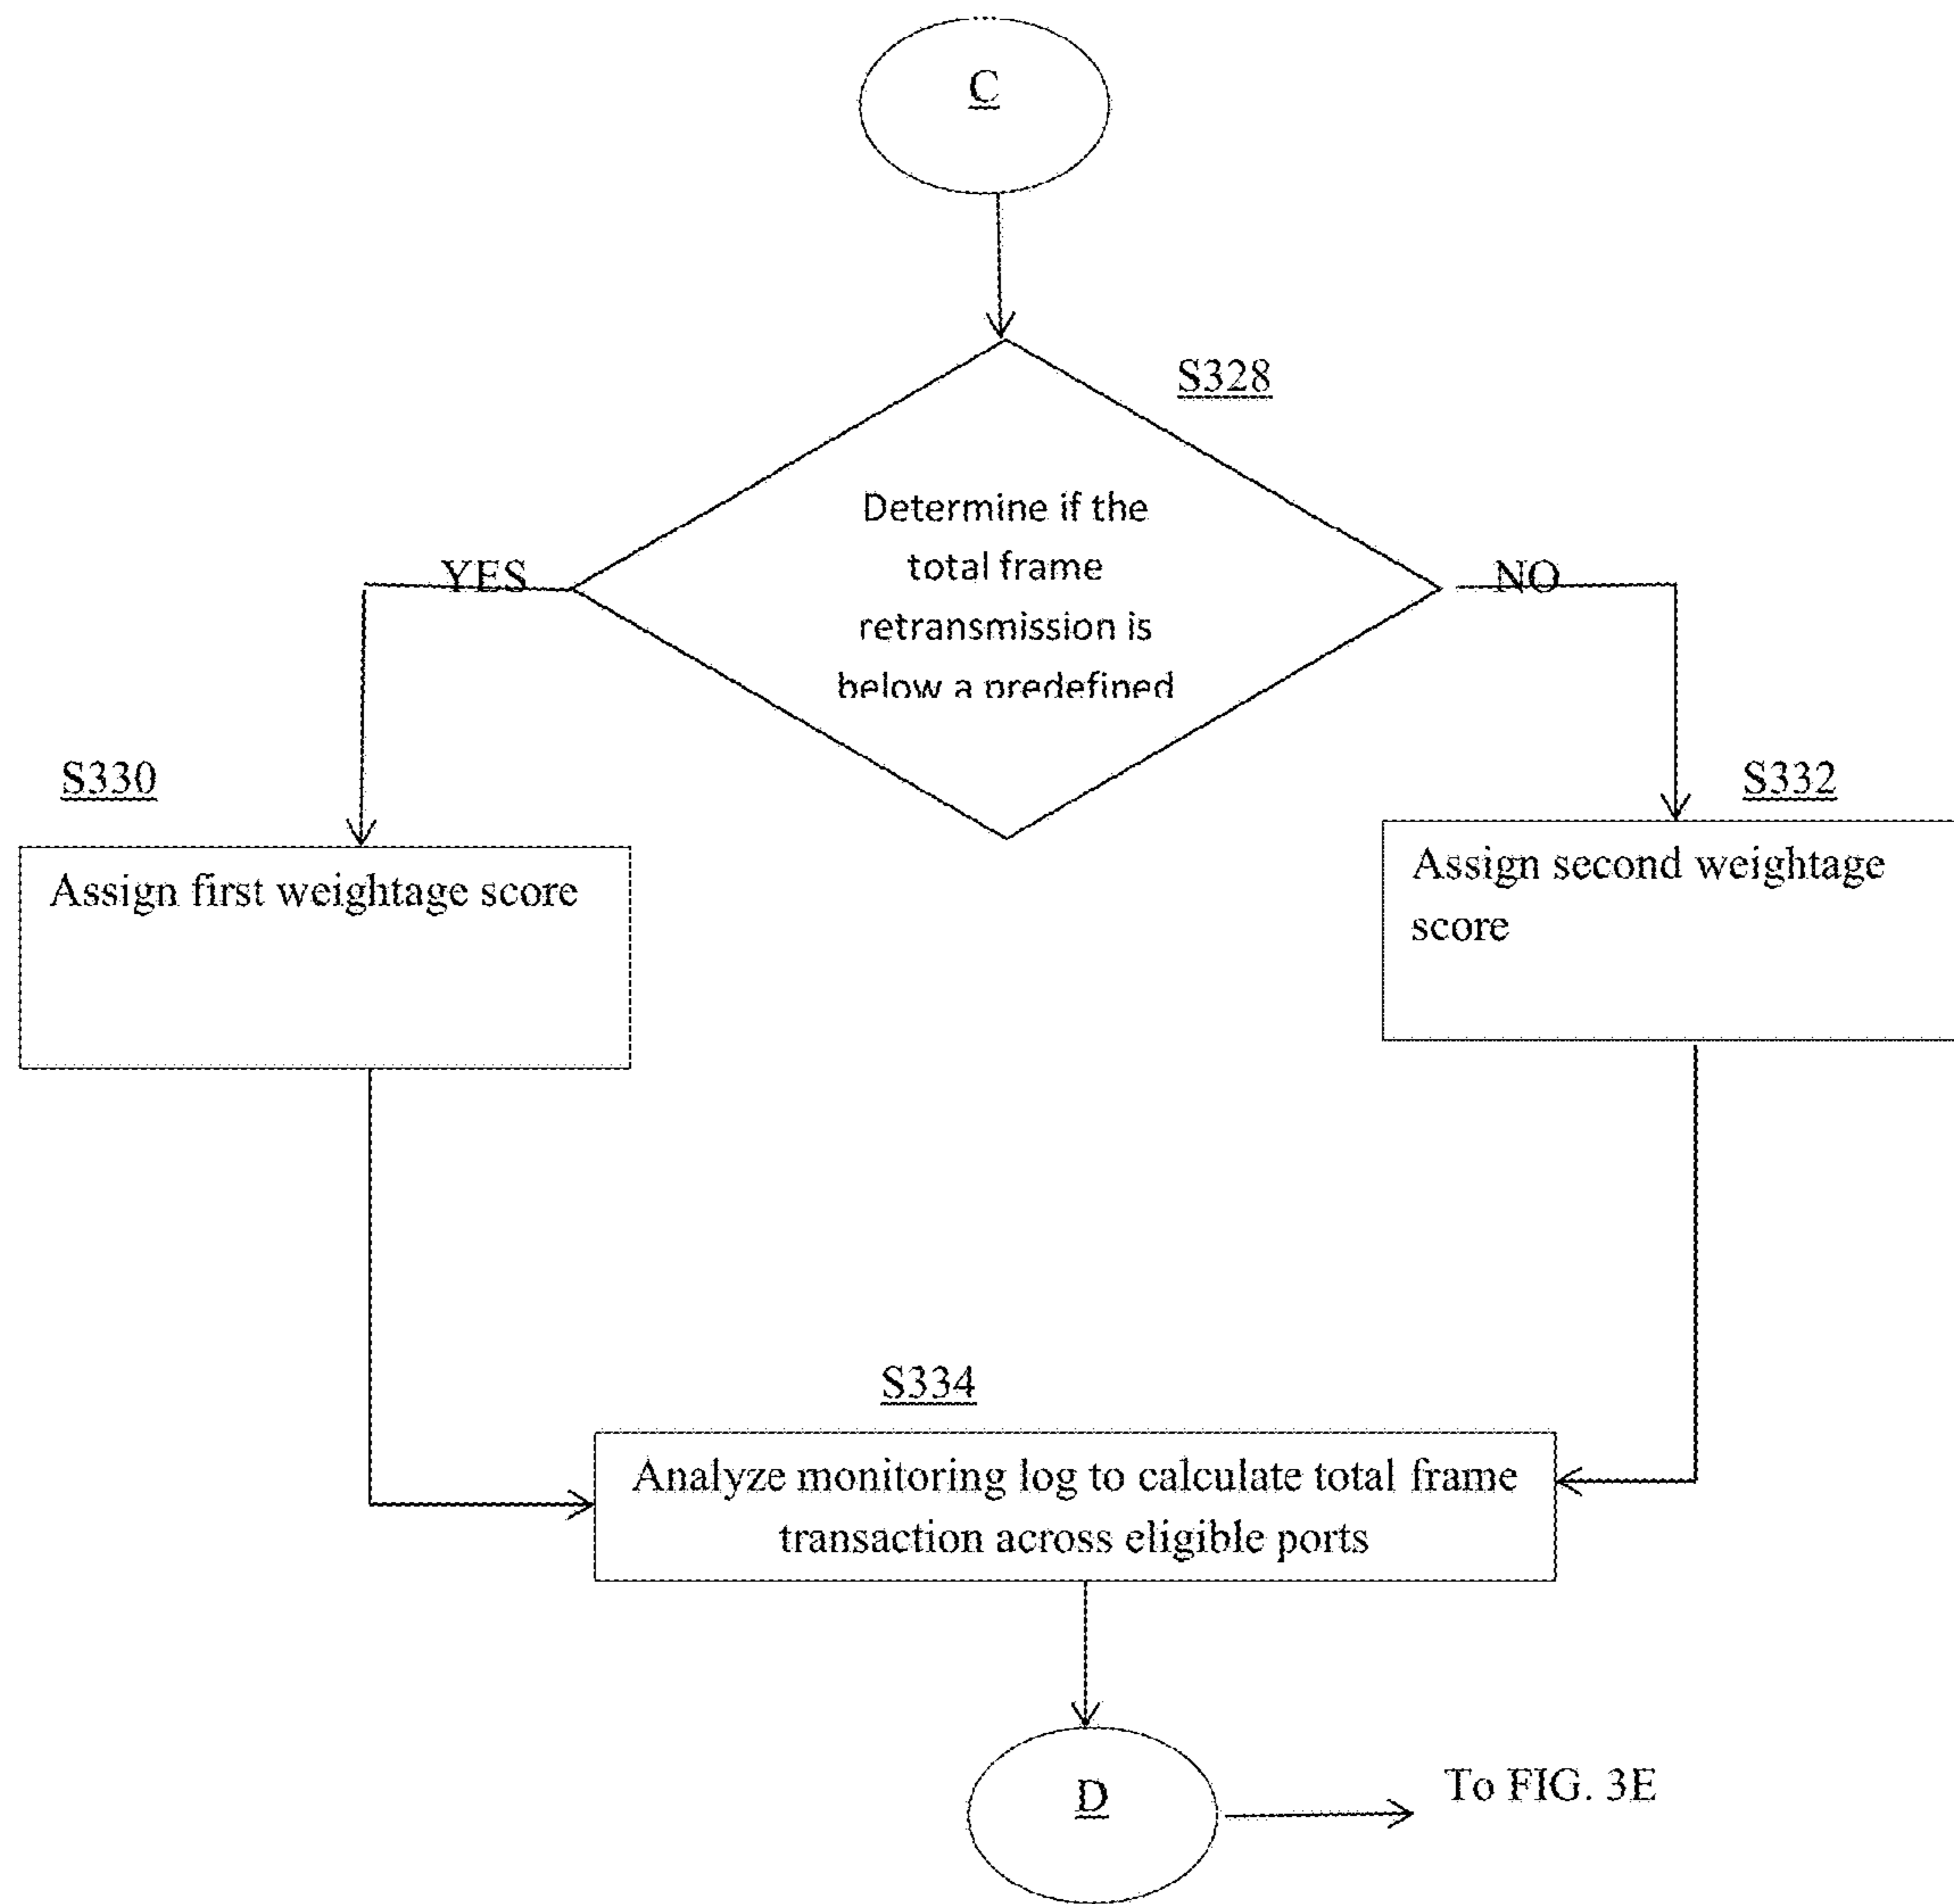 C
S328
Determine if the
total frame
retransmission is
below a predefined
YES
NO
S330
S332
Assign first weightage score
Assign second weightage
score
S334
Analyze monitoring log to calculate total frame
transaction across eligible ports
D
To FIG. 3E